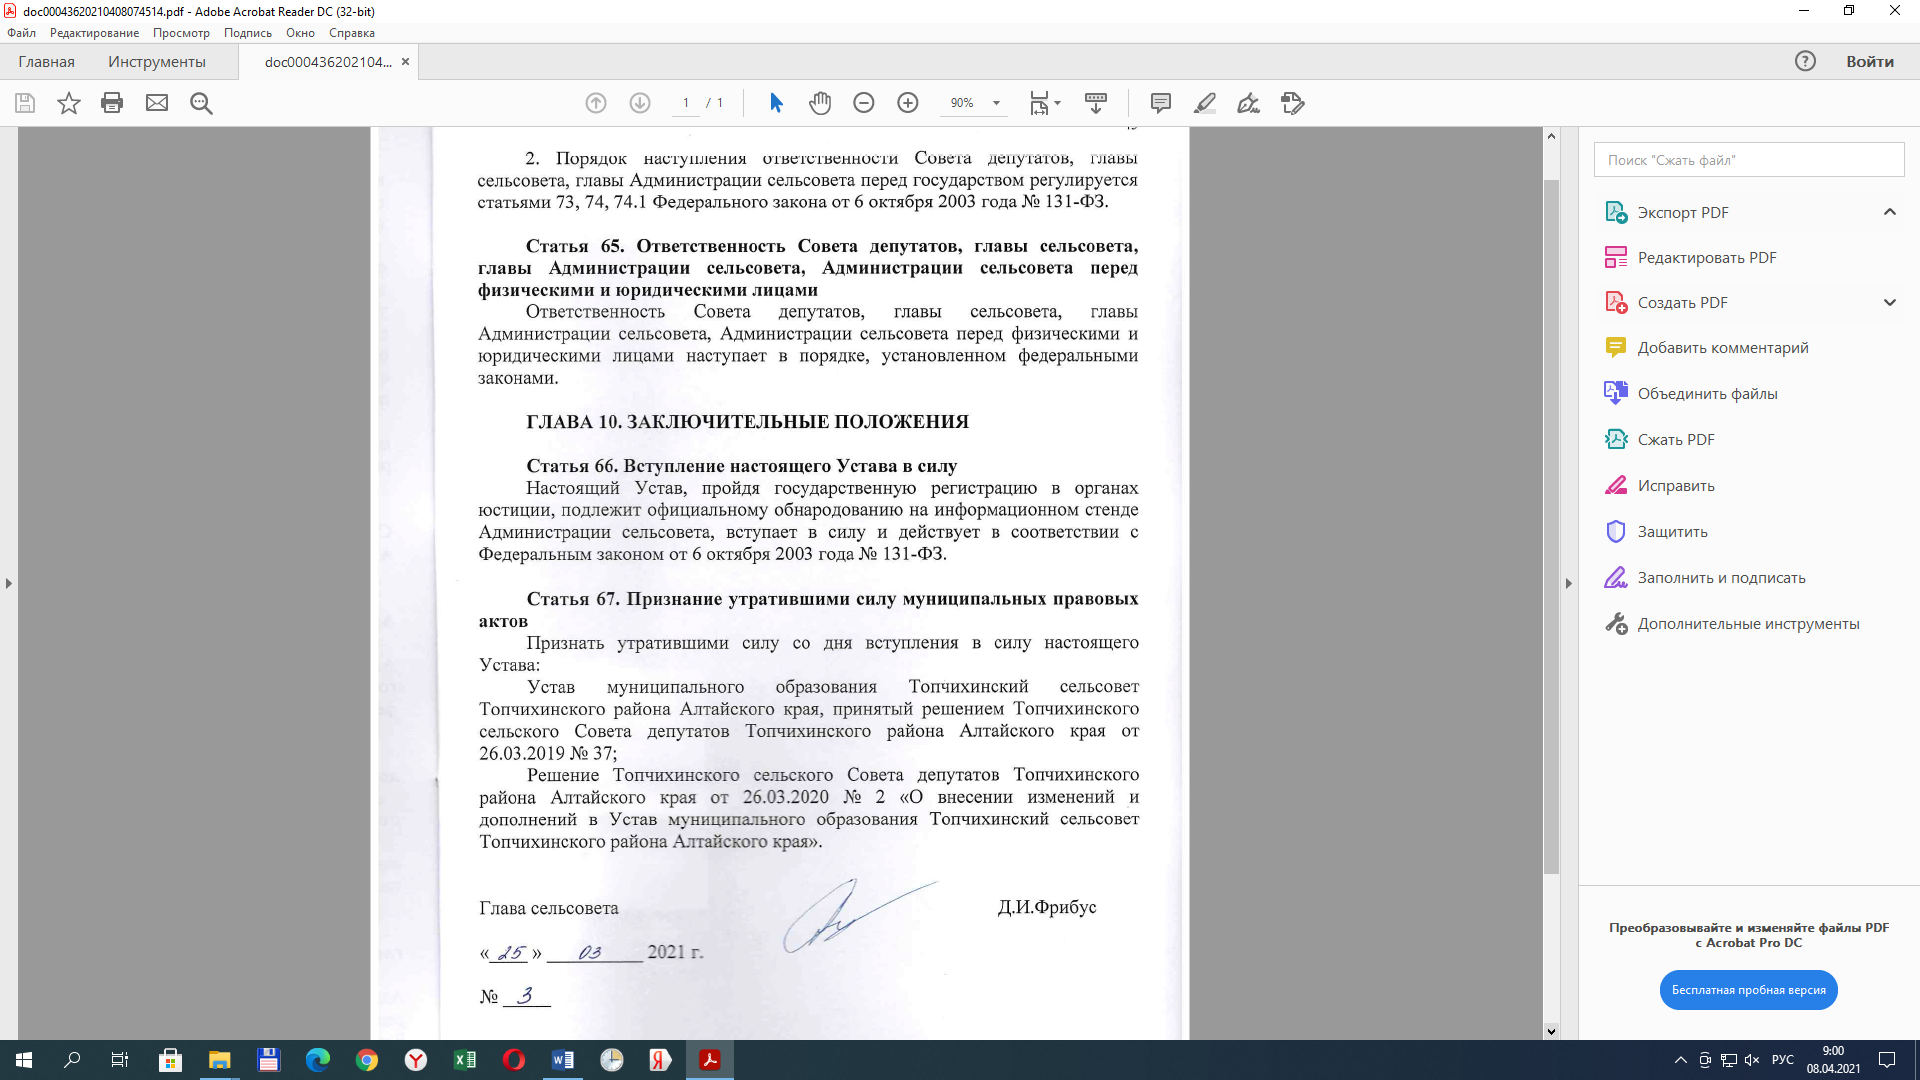 doc00043620210408074514.pdf - Adobe Acrobat Reader DC (32-bit)
Файл Редактирование Просмотр Подпись Окно Справка
Главная Инструменты doc000436202104... × Войти
1 / 1 90%
2. Порядок наступления ответственности Совета депутатов, главы
сельсовета, главы Администрации сельсовета перед государством регулируется
статьями 73, 74, 74.1 Федерального закона от 6 октября 2003 года № 131-ФЗ.
Статья 65. Ответственность Совета депутатов, главы сельсовета,
главы Администрации сельсовета, Администрации сельсовета перед
физическими и юридическими лицами
Ответственность Совета депутатов, главы сельсовета, главы
Администрации сельсовета, Администрации сельсовета перед физическими и
юридическими лицами наступает в порядке, установленном федеральными
законами.
ГЛАВА 10. ЗАКЛЮЧИТЕЛЬНЫЕ ПОЛОЖЕНИЯ
Статья 66. Вступление настоящего Устава в силу
Настоящий Устав, пройдя государственную регистрацию в органах
юстиции, подлежит официальному обнародованию на информационном стенде
Администрации сельсовета, вступает в силу и действует в соответствии с
Федеральным законом от 6 октября 2003 года № 131-ФЗ.
Статья 67. Признание утратившими силу муниципальных правовых
актов
Признать утратившими силу со дня вступления в силу настоящего
Устава:
Устав муниципального образования Топчихинский сельсовет
Топчихинского района Алтайского края, принятый решением Топчихинского
сельского Совета депутатов Топчихинского района Алтайского края от
26.03.2019 № 37;
Решение Топчихинского сельского Совета депутатов Топчихинского
района Алтайского края от 26.03.2020 № 2 «О внесении изменений и
дополнений в Устав муниципального образования Топчихинский сельсовет
Топчихинского района Алтайского края».
Глава сельсовета Д.И.Фрибус
« 25 » 03 2021 г.
№ 3
Поиск "Сжать файл"
Экспорт PDF
Редактировать PDF
Создать PDF
Добавить комментарий
Объединить файлы
Сжать PDF
Исправить
Защитить
Заполнить и подписать
Дополнительные инструменты
Преобразовывайте и изменяйте файлы PDF
с Acrobat Pro DC
Бесплатная пробная версия
РУС
9:00
08.04.2021